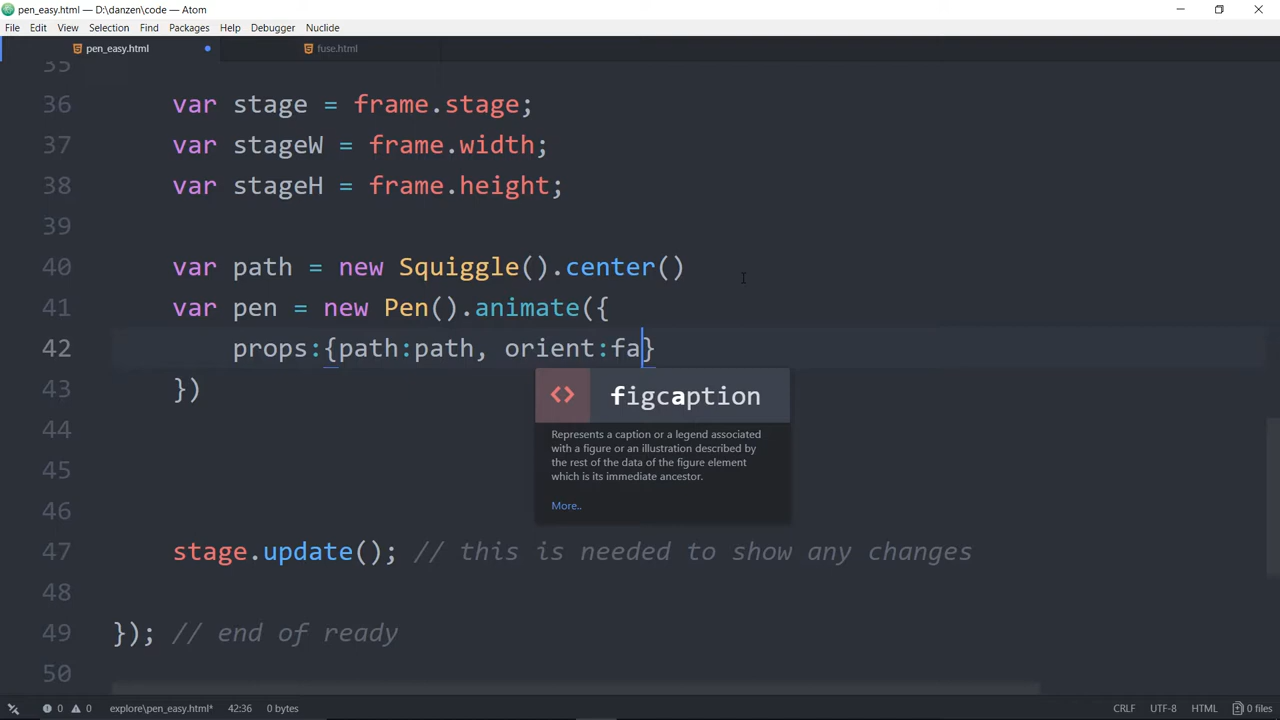 pen_easy.html — D:\danzen\code — Atom
File Edit View Selection Find Packages Help Debugger Nuclide
pen_easy.html fuse.html
35
36 var stage = frame.stage;
37 var stageW = frame.width;
38 var stageH = frame.height;
39
40 var path = new Squiggle().center()
41 var pen = new Pen().animate({
42 props:{path:path, orient:fa}
43 })
<> figcaption
Represents a caption or a legend associated
with a figure or an illustration described by
the rest of the data of the figure element
which is its immediate ancestor.
More..
44
45
46
47 stage.update(); // this is needed to show any changes
48
49 }); // end of ready
50
0 0 explore\pen_easy.html* 42:36 0 bytes CRLF UTF-8 HTML 0 files